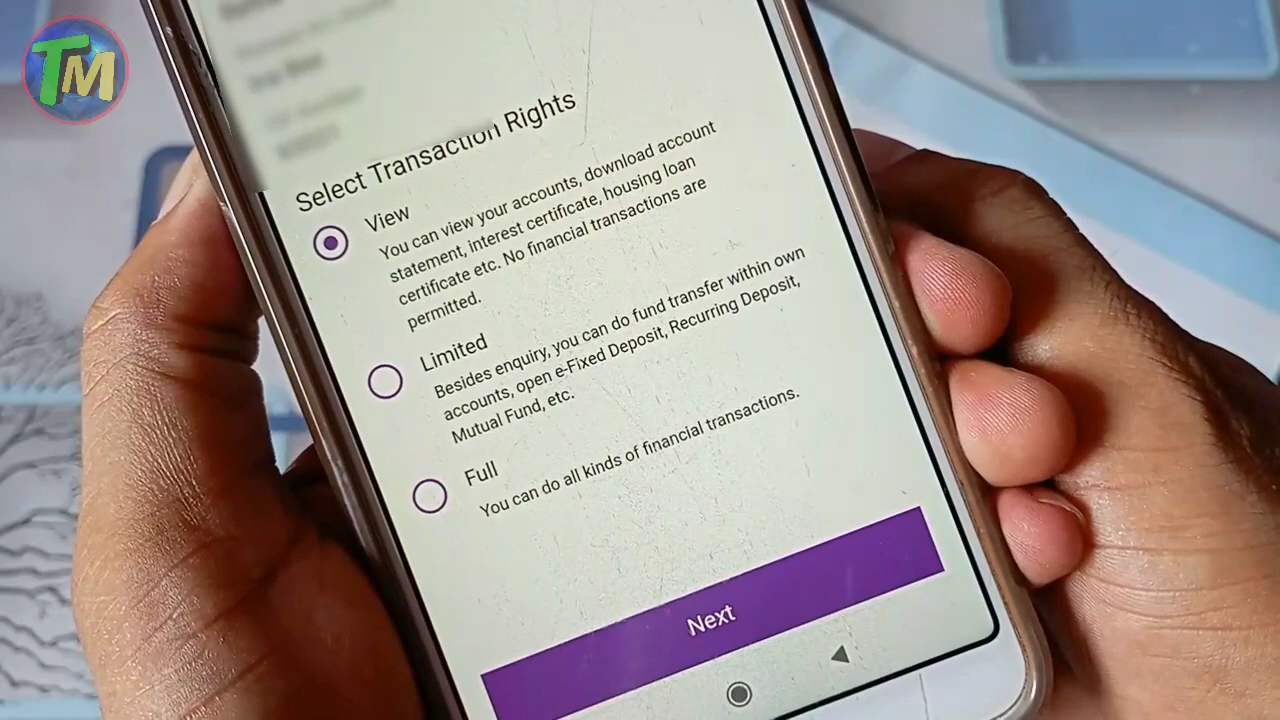 TM
Select Transaction Rights
View
You can view your accounts, download account
statement, interest certificate, housing loan
certificate etc. No financial transactions are
permitted.
Limited
Besides enquiry, you can do fund transfer within own
accounts, open e-Fixed Deposit, Recurring Deposit,
Mutual Fund, etc.
Full
You can do all kinds of financial transactions.
Next